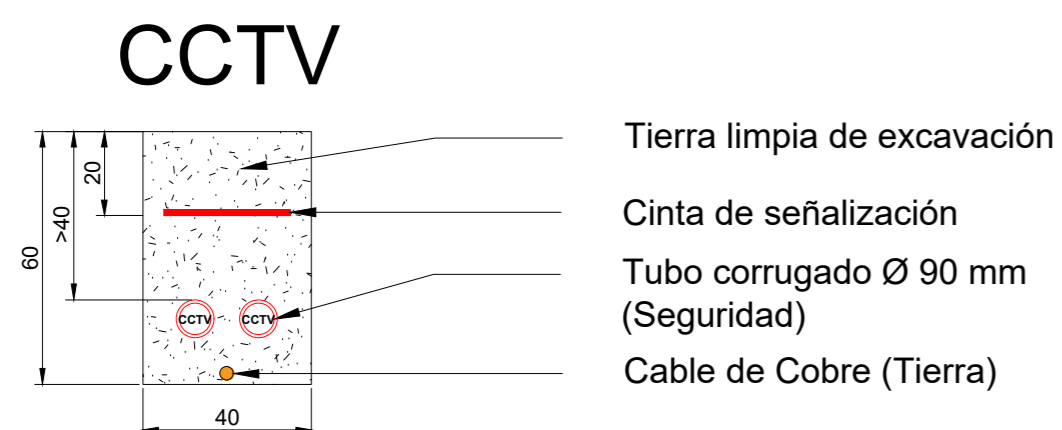 CCTV
Tierra limpia de excavación
20
Cinta de señalización
>40
60
Tubo corrugado Ø 90 mm
(Seguridad)
CCTV CCTV
Cable de Cobre (Tierra)
40